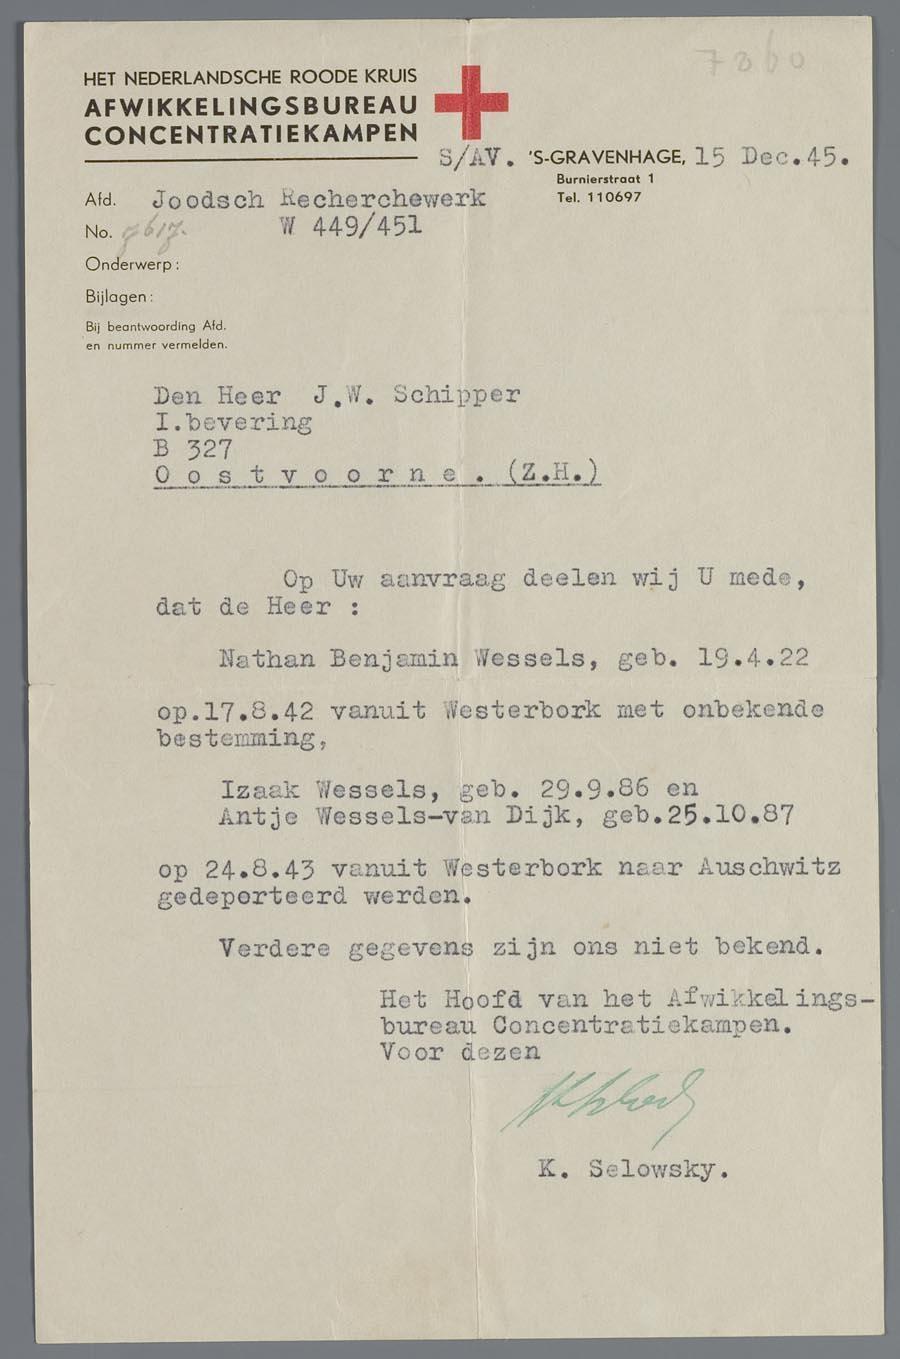 7360
HET NEDERLANDSCHE ROODE KRUIS
AFWIKKELINGSBUREAU
CONCENTRATIEKAMPEN
S/AV. 'S-GRAVENHAGE, 15 Dec.45.
Burnierstraat 1
Tel. 110697
Afd. Joodsch Recherchewerk
No. W 449/451
Onderwerp :
Bijlagen :
Bij beantwoording Afd.
en nummer vermelden.
Den Heer J.W. Schipper
I.bevering
B 327
Oostvoorne. (Z.H.)
Op Uw aanvraag deelen wij U mede,
dat de Heer :
Nathan Benjamin Wessels, geb. 19.4.22
op.17.8.42 vanuit Westerbork met onbekende
bestemming,
Izaak Wessels, geb. 29.9.86 en
Antje Wessels-van Dijk, geb.25.10.87
op 24.8.43 vanuit Westerbork naar Auschwitz
gedeporteerd werden.
Verdere gegevens zijn ons niet bekend.
Het Hoofd van het Afwikkelings-
bureau Concentratiekampen.
Voor dezen
K. Selowsky.